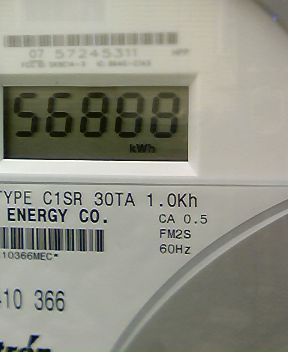 07 57245311
56888
kWh
TYPE C1SR 30TA 1.0Kh
ENERGY CO.
CA 0.5
FM2S
60Hz
10366MEC*
10 366